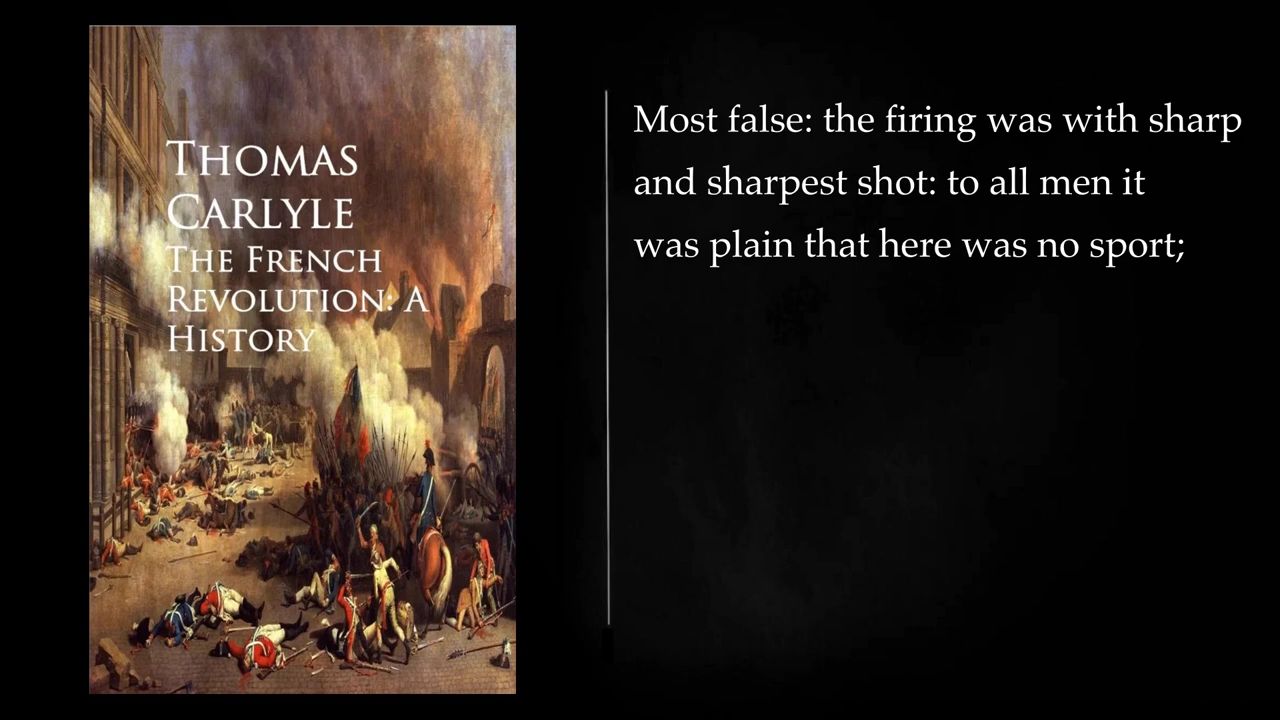 Thomas
Carlyle
The French
Revolution: A
History
Most false: the firing was with sharp
and sharpest shot: to all men it
was plain that here was no sport;